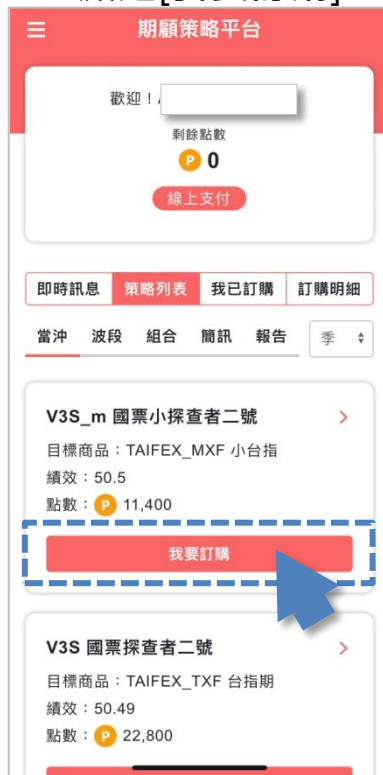 期顧策略平台
歡迎！
剩餘點數
P 0
線上支付
即時訊息 策略列表 我已訂購 訂購明細
當沖 波段 組合 簡訊 報告 季
V3S_m 國票小探查者二號
目標商品：TAIFEX_MXF 小台指
績效：50.5
點數：P 11,400
我要訂購
V3S 國票探查者二號
目標商品：TAIFEX_TXF 台指期
績效：50.49
點數：P 22,800